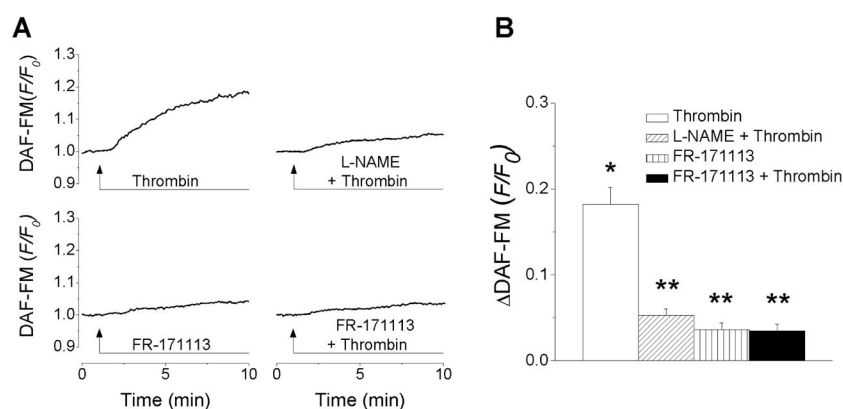 A
DAF-FM(F/F₀)
1.3
1.2
1.1
1.0
0.9
Thrombin
L-NAME
+ Thrombin
DAF-FM (F/F₀)
1.3
1.2
1.1
1.0
0.9
FR-171113
FR-171113
+ Thrombin
0 5 10
0 5 10
Time (min)
Time (min)
B
ΔDAF-FM (F/F₀)
0.3
0.2
0.1
0.0
Thrombin
L-NAME + Thrombin
FR-171113
FR-171113 + Thrombin
*
** ** **